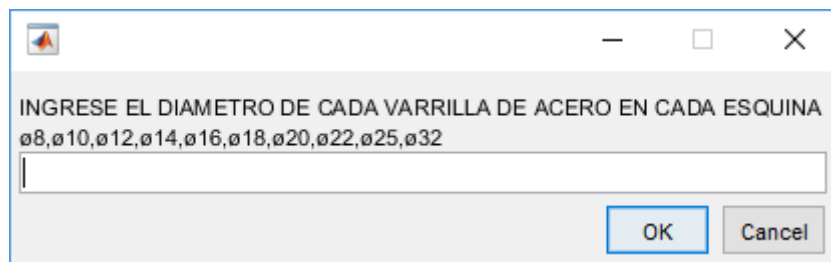 INGRESE EL DIAMETRO DE CADA VARRILLA DE ACERO EN CADA ESQUINA
ø8,ø10,ø12,ø14,ø16,ø18,ø20,ø22,ø25,ø32
OK Cancel